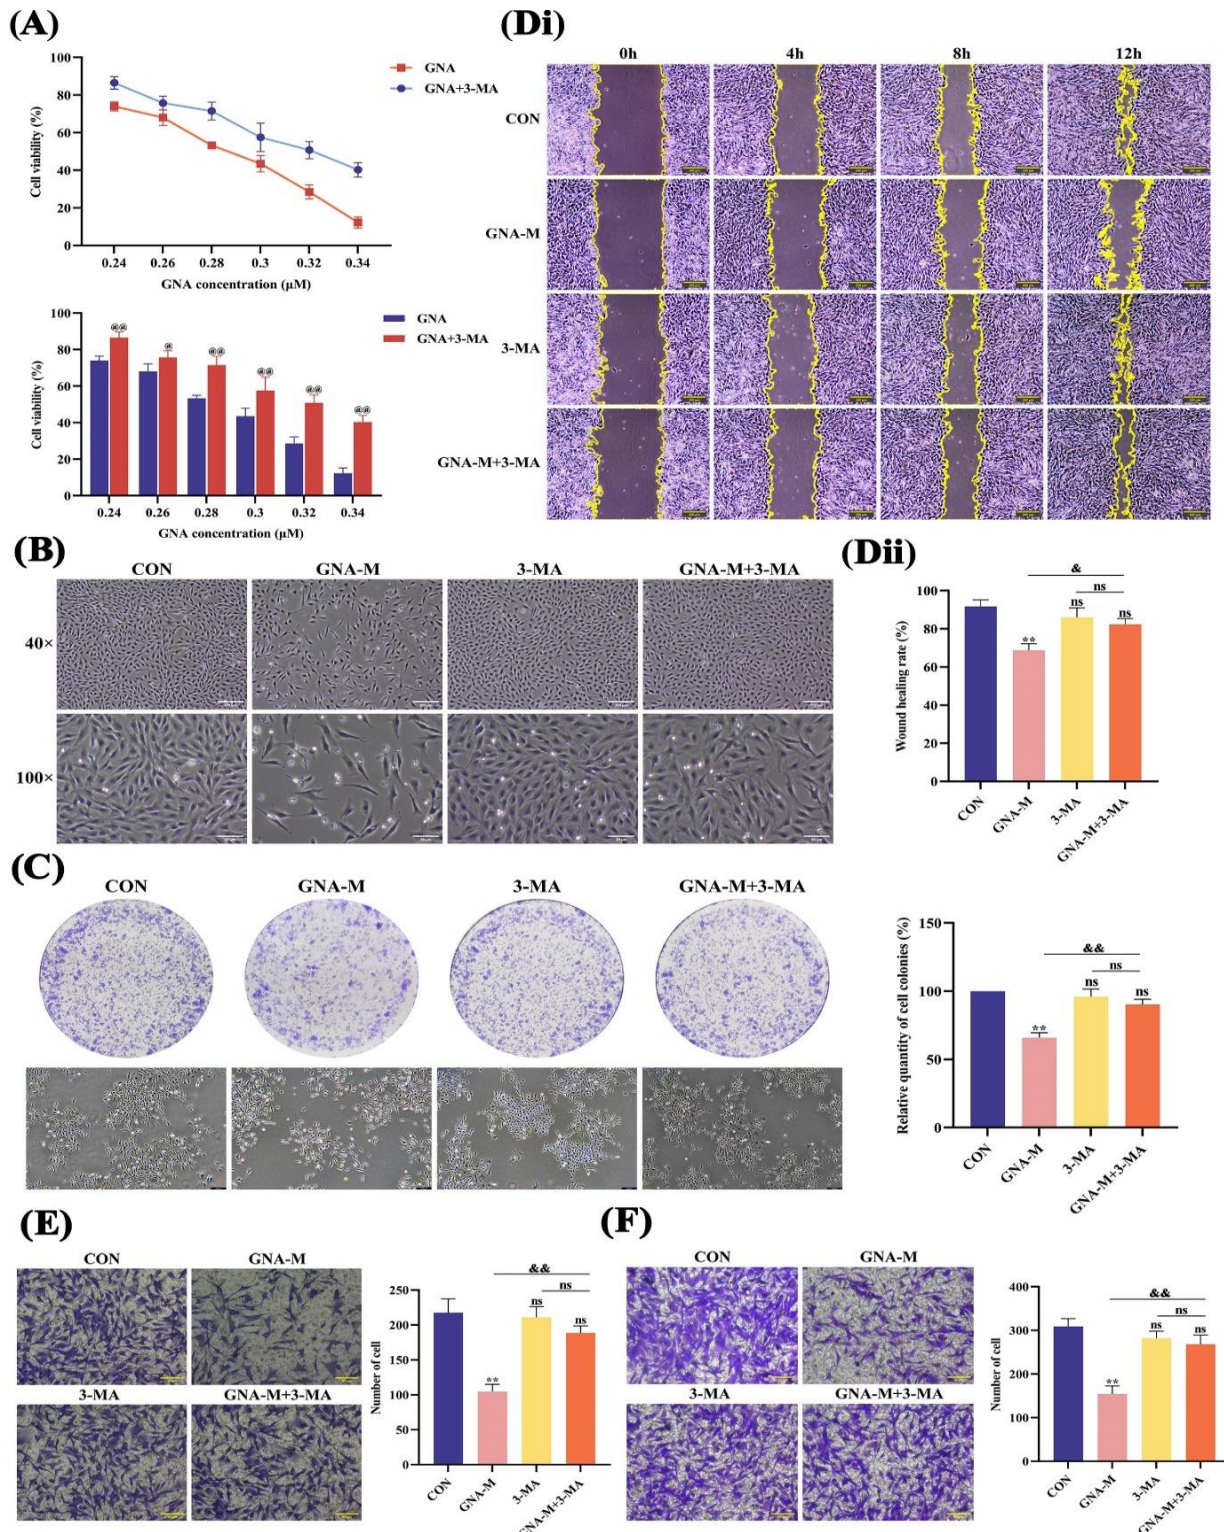 (A)
100
80
60
40
20
0
Cell viability (%)
GNA
GNA+3-MA
0.24 0.26 0.28 0.3 0.32 0.34
GNA concentration (μM)
100
80
60
40
20
0
Cell viability (%)
GNA
GNA+3-MA
@@ @ @@ @@ @@ @@
0.24 0.26 0.28 0.3 0.32 0.34
GNA concentration (μM)
(Di)
0h 4h 8h 12h
CON
GNA-M
3-MA
GNA-M+3-MA
(B)
CON GNA-M 3-MA GNA-M+3-MA
40×
100×
(Dii)
&
ns
ns
ns
**
100
80
60
40
20
0
Wound healing rate (%)
CON
GNA-M
3-MA
GNA-M+3-MA
(C)
CON GNA-M 3-MA GNA-M+3-MA
150
100
50
0
Relative quantity of cell colonies (%)
&&
ns
ns
ns
**
CON
GNA-M
3-MA
GNA-M+3-MA
(E)
CON GNA-M
3-MA GNA-M+3-MA
250
200
150
100
50
0
Number of cell
&&
ns
ns
ns
**
CON
GNA-M
3-MA
GNA-M+3-MA
(F)
CON GNA-M
3-MA GNA-M+3-MA
400
300
200
100
0
Number of cell
&&
ns
ns
ns
**
CON
GNA-M
3-MA
GNA-M+3-MA